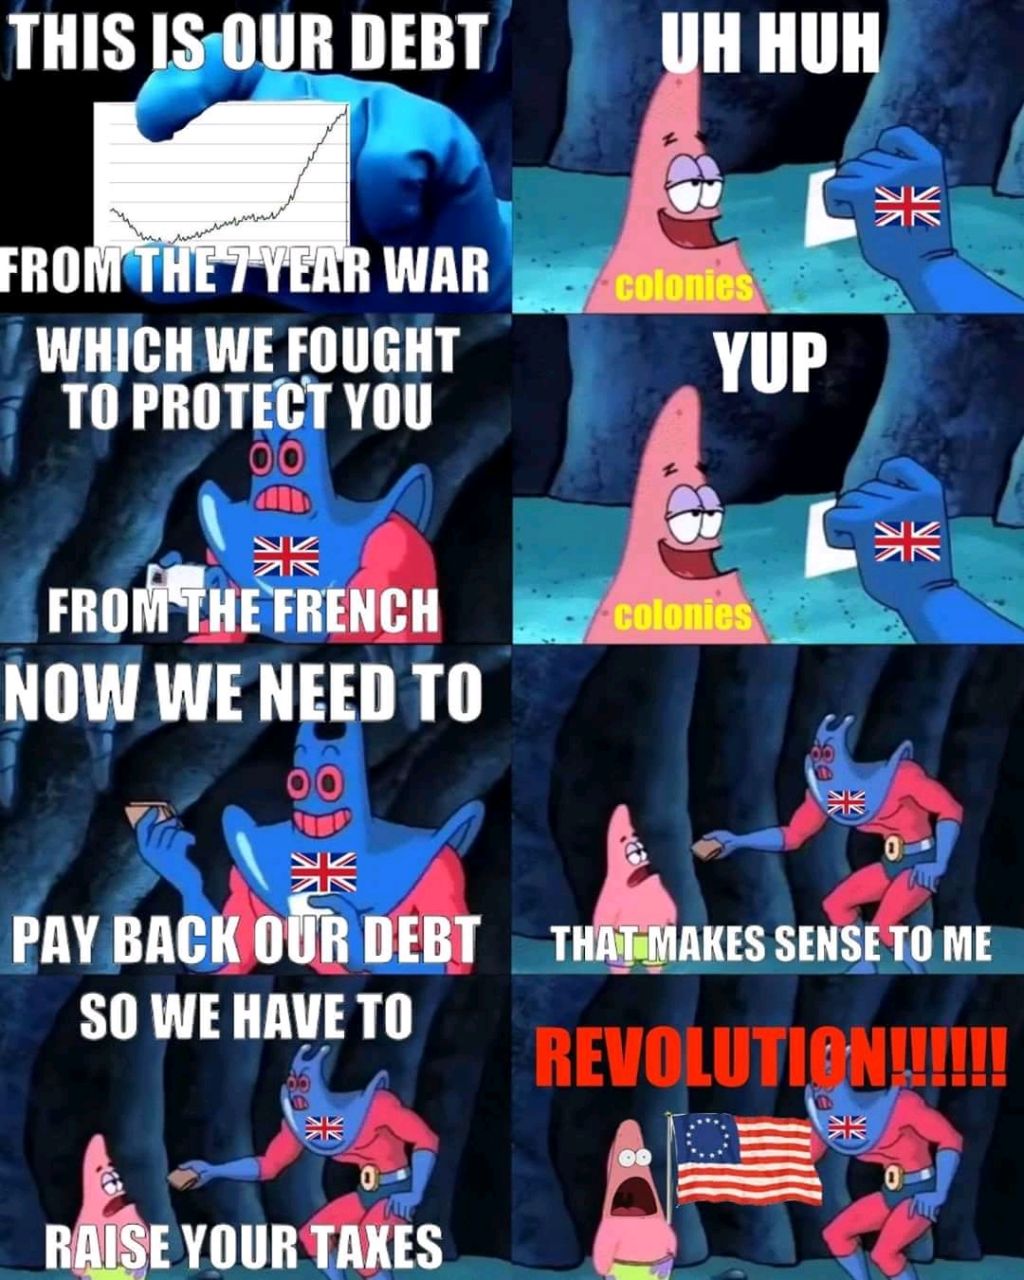 THIS IS OUR DEBT
FROM THE 7 YEAR WAR
UH HUH
colonies
WHICH WE FOUGHT
TO PROTECT YOU
FROM THE FRENCH
YUP
colonies
NOW WE NEED TO
PAY BACK OUR DEBT
THAT MAKES SENSE TO ME
SO WE HAVE TO
RAISE YOUR TAXES
REVOLUTION!!!!!!